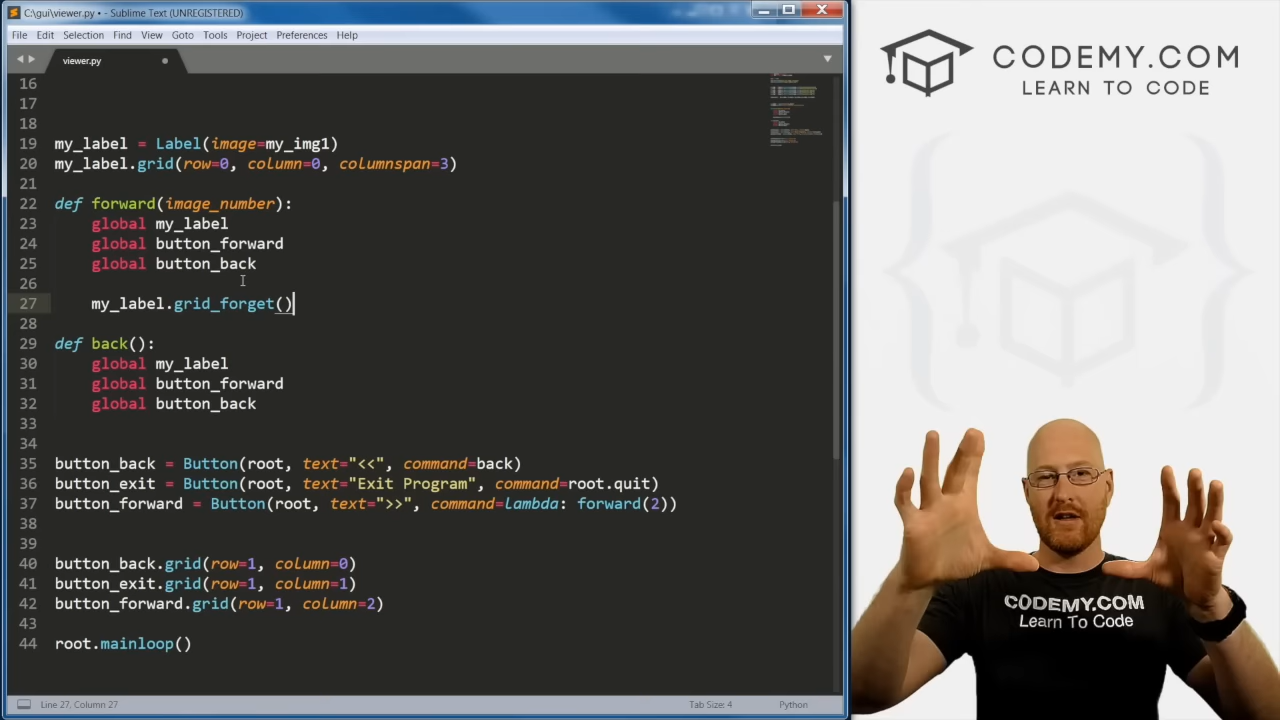 C:\gui\viewer.py • - Sublime Text (UNREGISTERED)
File Edit Selection Find View Goto Tools Project Preferences Help
viewer.py
16
17
18
19 my_label = Label(image=my_img1)
20 my_label.grid(row=0, column=0, columnspan=3)
21
22 def forward(image_number):
23     global my_label
24     global button_forward
25     global button_back
26
27     my_label.grid_forget()
28
29 def back():
30     global my_label
31     global button_forward
32     global button_back
33
34
35 button_back = Button(root, text="<<", command=back)
36 button_exit = Button(root, text="Exit Program", command=root.quit)
37 button_forward = Button(root, text=">>", command=lambda: forward(2))
38
39
40 button_back.grid(row=1, column=0)
41 button_exit.grid(row=1, column=1)
42 button_forward.grid(row=1, column=2)
43
44 root.mainloop()
Line 27, Column 27
Tab Size: 4
Python
CODEMY.COM
LEARN TO CODE
CODEMY.COM
Learn To Code